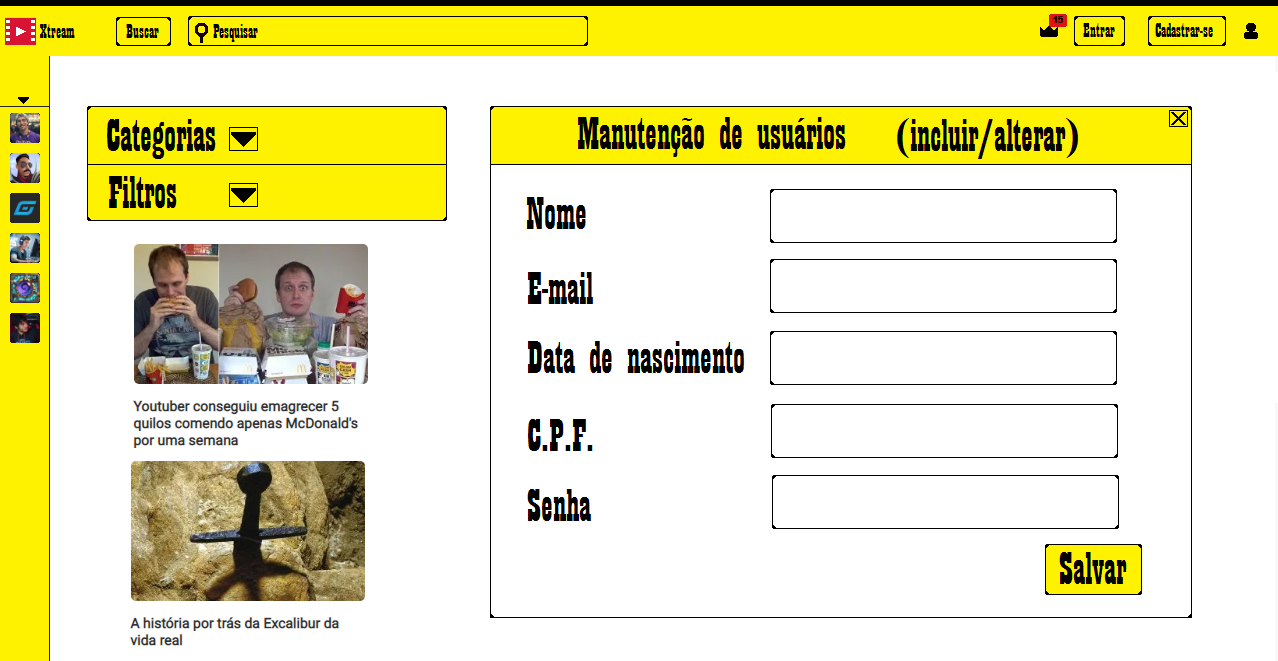 Xtream
Buscar
Pesquisar
15
Entrar
Cadastrar-se
Categorias
Filtros
Youtuber conseguiu emagrecer 5
quilos comendo apenas McDonald's
por uma semana
A história por trás da Excalibur da
vida real
Manutenção de usuários (incluir/alterar)
Nome
E-mail
Data de nascimento
C.P.F.
Senha
Salvar